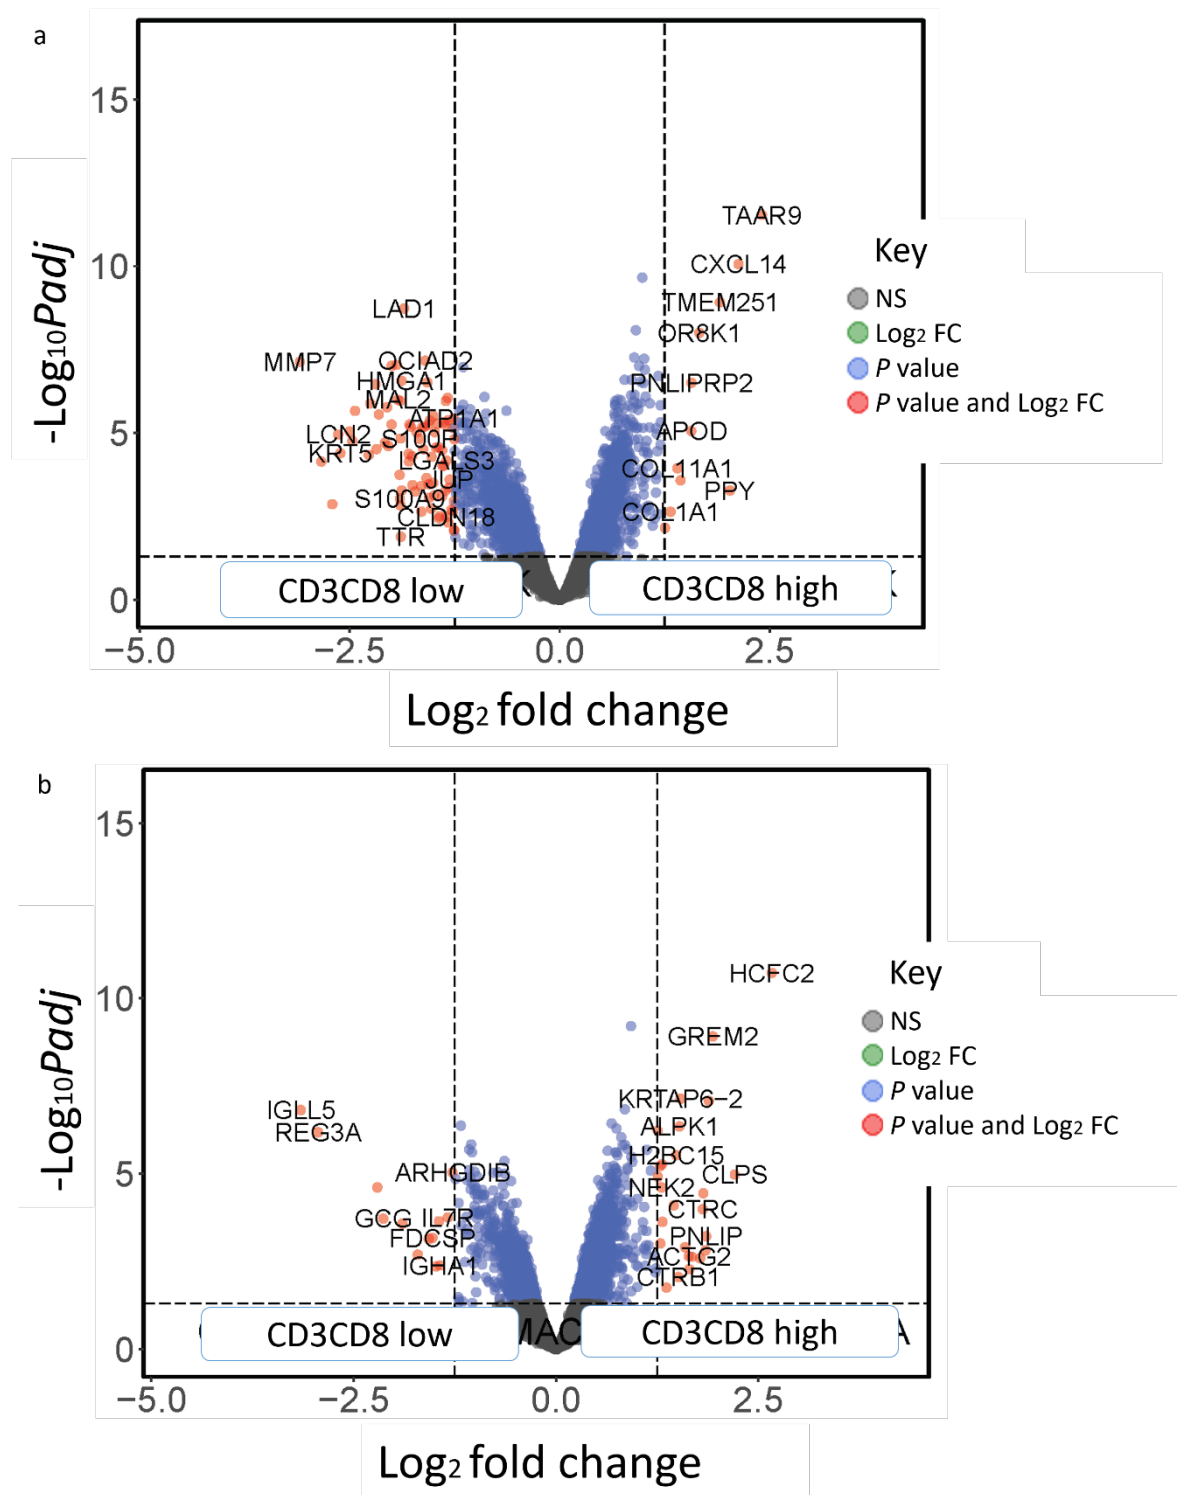 a
15
10
5
0
-Log10Padj
TAAR9
CXCL14
TMEM251
OR8K1
PNLIPRP2
APOD
COL11A1
PPY
COL1A1
LAD1
MMP7
OCIAD2
HMGA1
MAL2
ATP1A1
LCN2
S100P
KRT5
LGALS3
JUP
S100A9
CLDN18
TTR
Key
NS
Log2 FC
P value
P value and Log2 FC
CD3CD8 low
CD3CD8 high
−5.0 −2.5 0.0 2.5
Log2 fold change
b
15
10
5
0
-Log10Padj
HCFC2
GREM2
KRTAP6−2
ALPK1
H2BC15
CLPS
NEK2
CTRC
PNLIP
ACTG2
CTRB1
IGLL5
REG3A
ARHGDIB
GCG IL7R
FDCSP
IGHA1
Key
NS
Log2 FC
P value
P value and Log2 FC
CD3CD8 low
CD3CD8 high
−5.0 −2.5 0.0 2.5
Log2 fold change